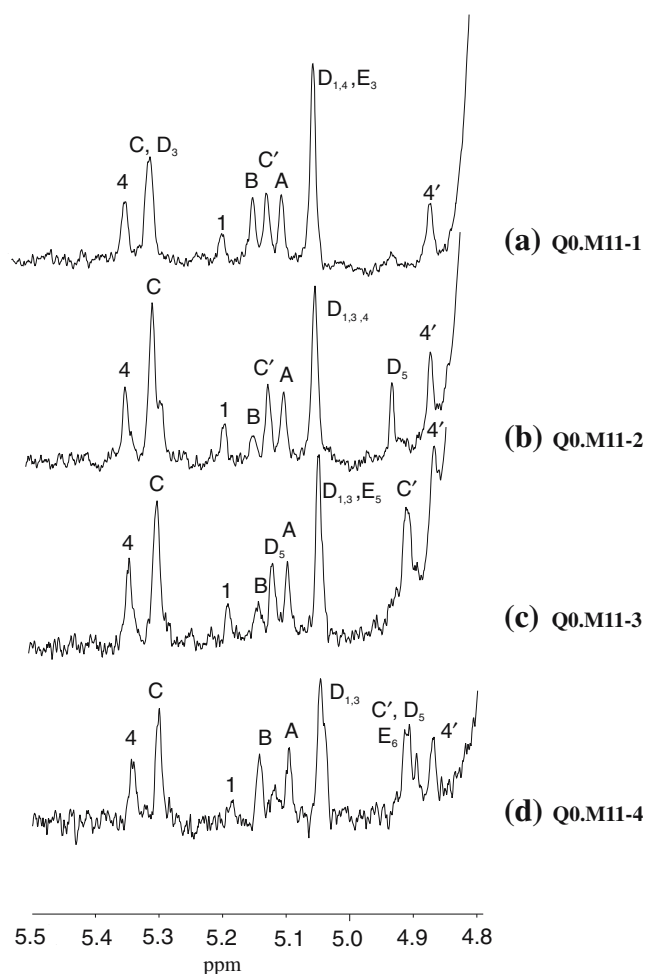 D₁,₄,E₃
C, D₃
4
1
B
C′
A
4′
(a) Q0.M11-1
C
4
1
B
C′
A
D₁,₃,₄
D₅
4′
(b) Q0.M11-2
C
4
1
B
D₅
A
D₁,₃,E₅
C′
4′
(c) Q0.M11-3
C
4
1
B
A
D₁,₃
C′, D₅
E₆
4′
(d) Q0.M11-4
5.5 5.4 5.3 5.2 5.1 5.0 4.9 4.8
ppm